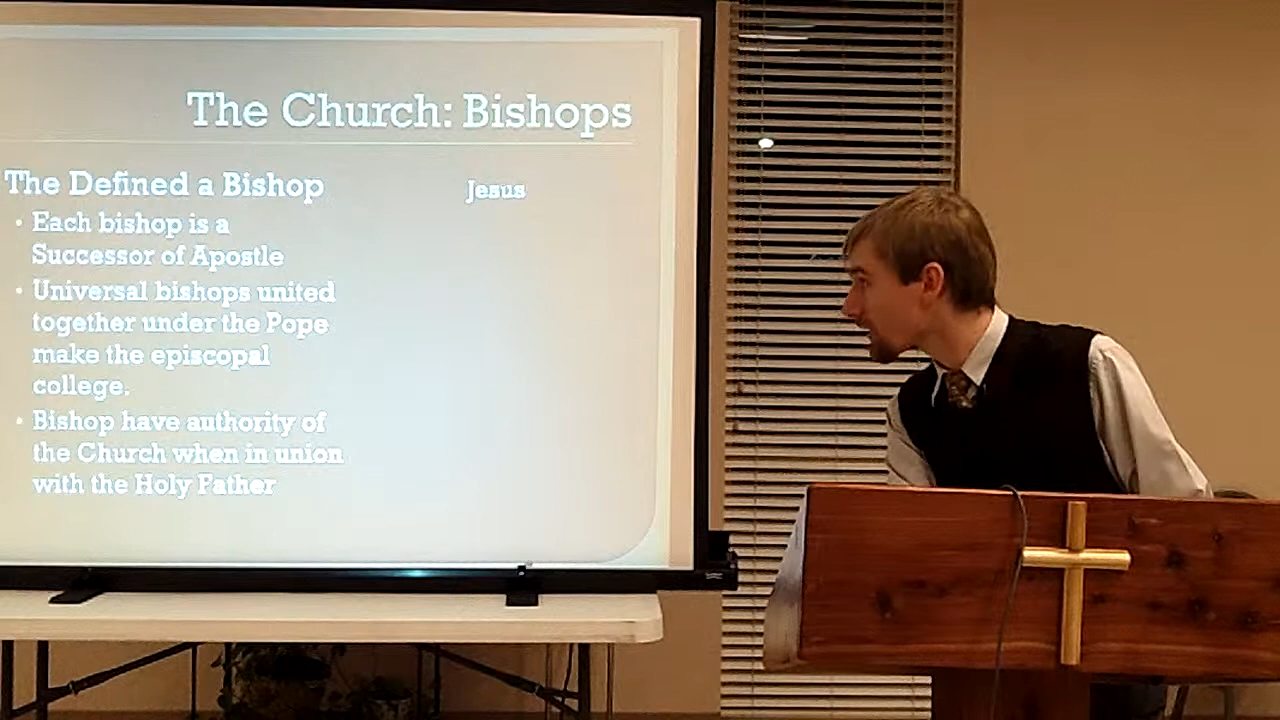 The Church: Bishops
The Defined a Bishop
Jesus
• Each bishop is a
Successor of Apostle
• Universal bishops united
together under the Pope
make the episcopal
college.
• Bishop have authority of
the Church when in union
with the Holy Father